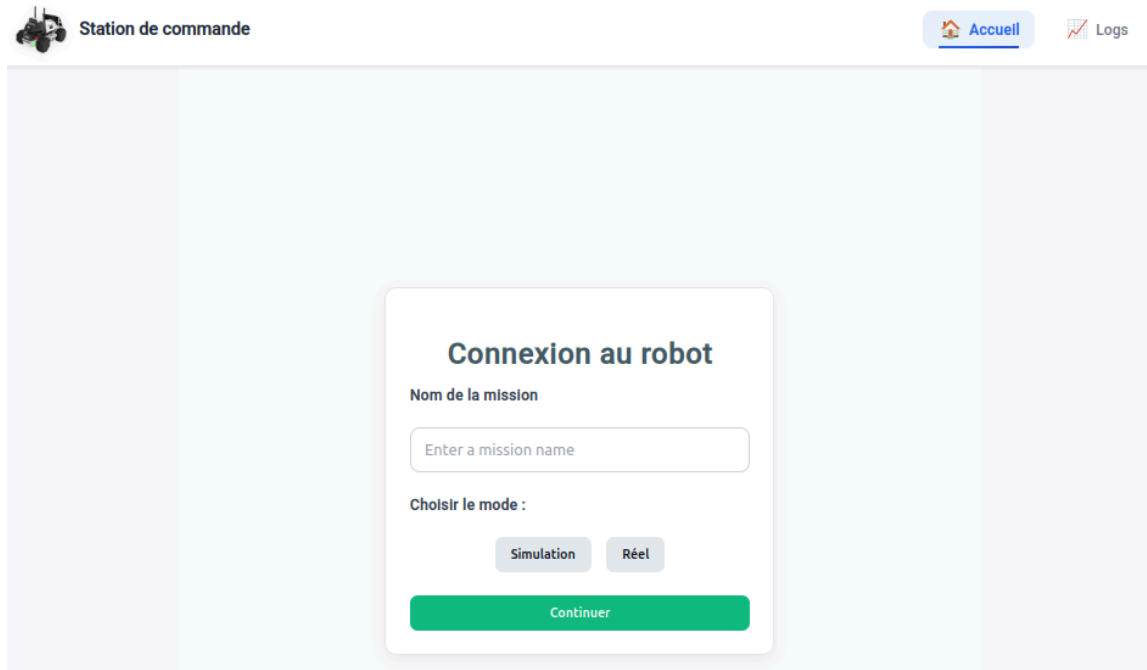 Station de commande
Accueil
Logs
Connexion au robot
Nom de la mission
Enter a mission name
Choisir le mode :
Simulation Réel
Continuer